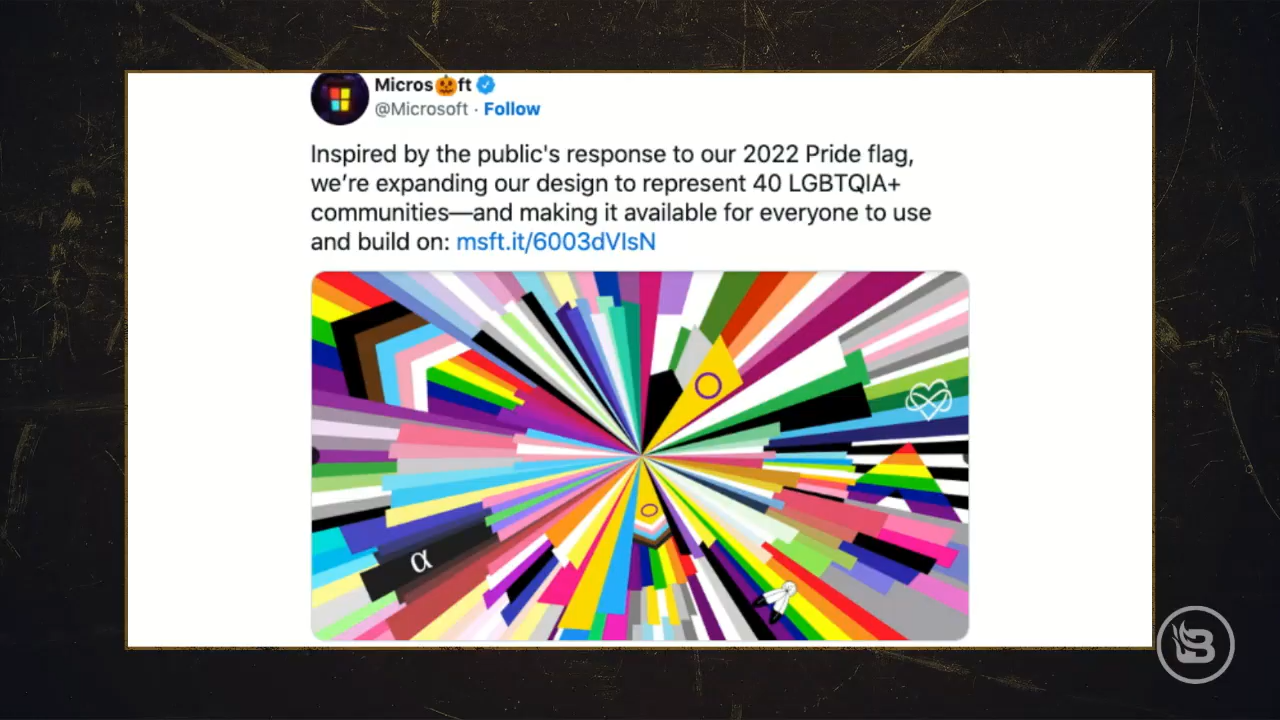 Micros🎃ft
@Microsoft · Follow
Inspired by the public's response to our 2022 Pride flag,
we're expanding our design to represent 40 LGBTQIA+
communities—and making it available for everyone to use
and build on: msft.it/6003dVIsN
α
B